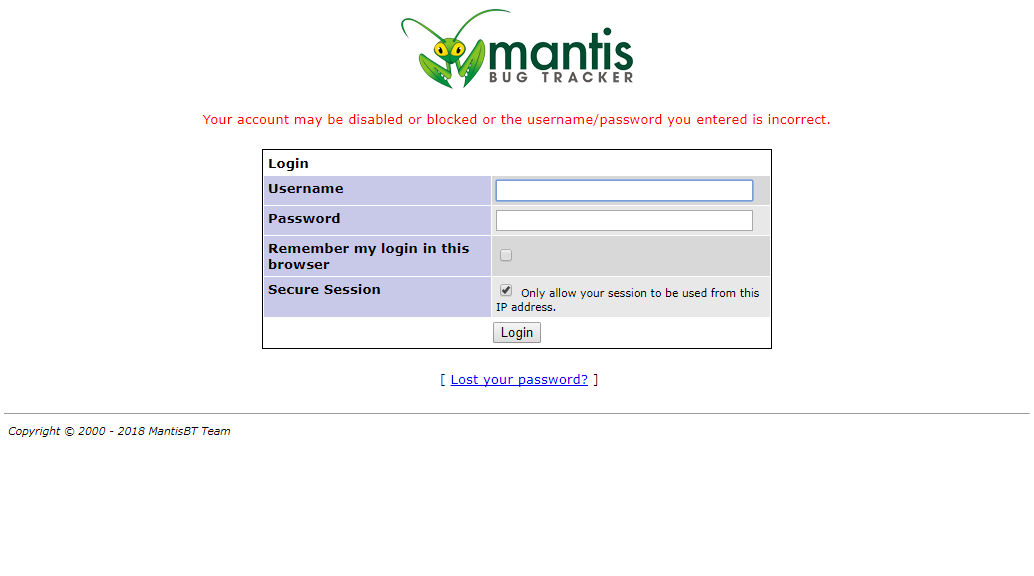 mantis
BUG TRACKER
Your account may be disabled or blocked or the username/password you entered is incorrect.
Login
Username
Password
Remember my login in this
browser
Secure Session
Only allow your session to be used from this
IP address.
Login
[ Lost your password? ]
Copyright © 2000 - 2018 MantisBT Team